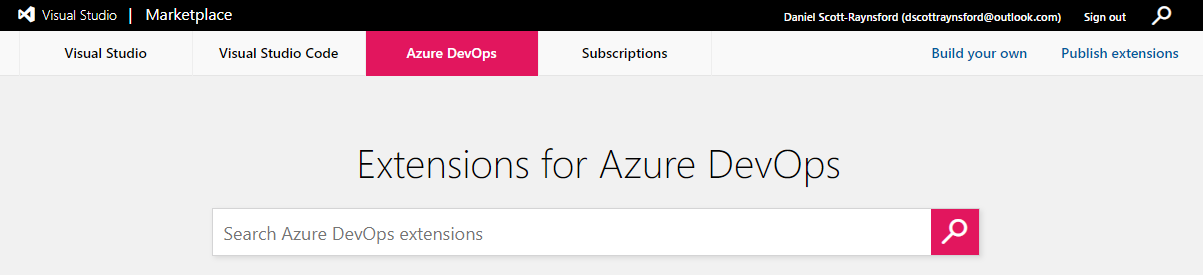 Visual Studio | Marketplace
Daniel Scott-Raynsford (dscottraynsford@outlook.com) Sign out
Visual Studio Visual Studio Code Azure DevOps Subscriptions Build your own Publish extensions
Extensions for Azure DevOps
Search Azure DevOps extensions